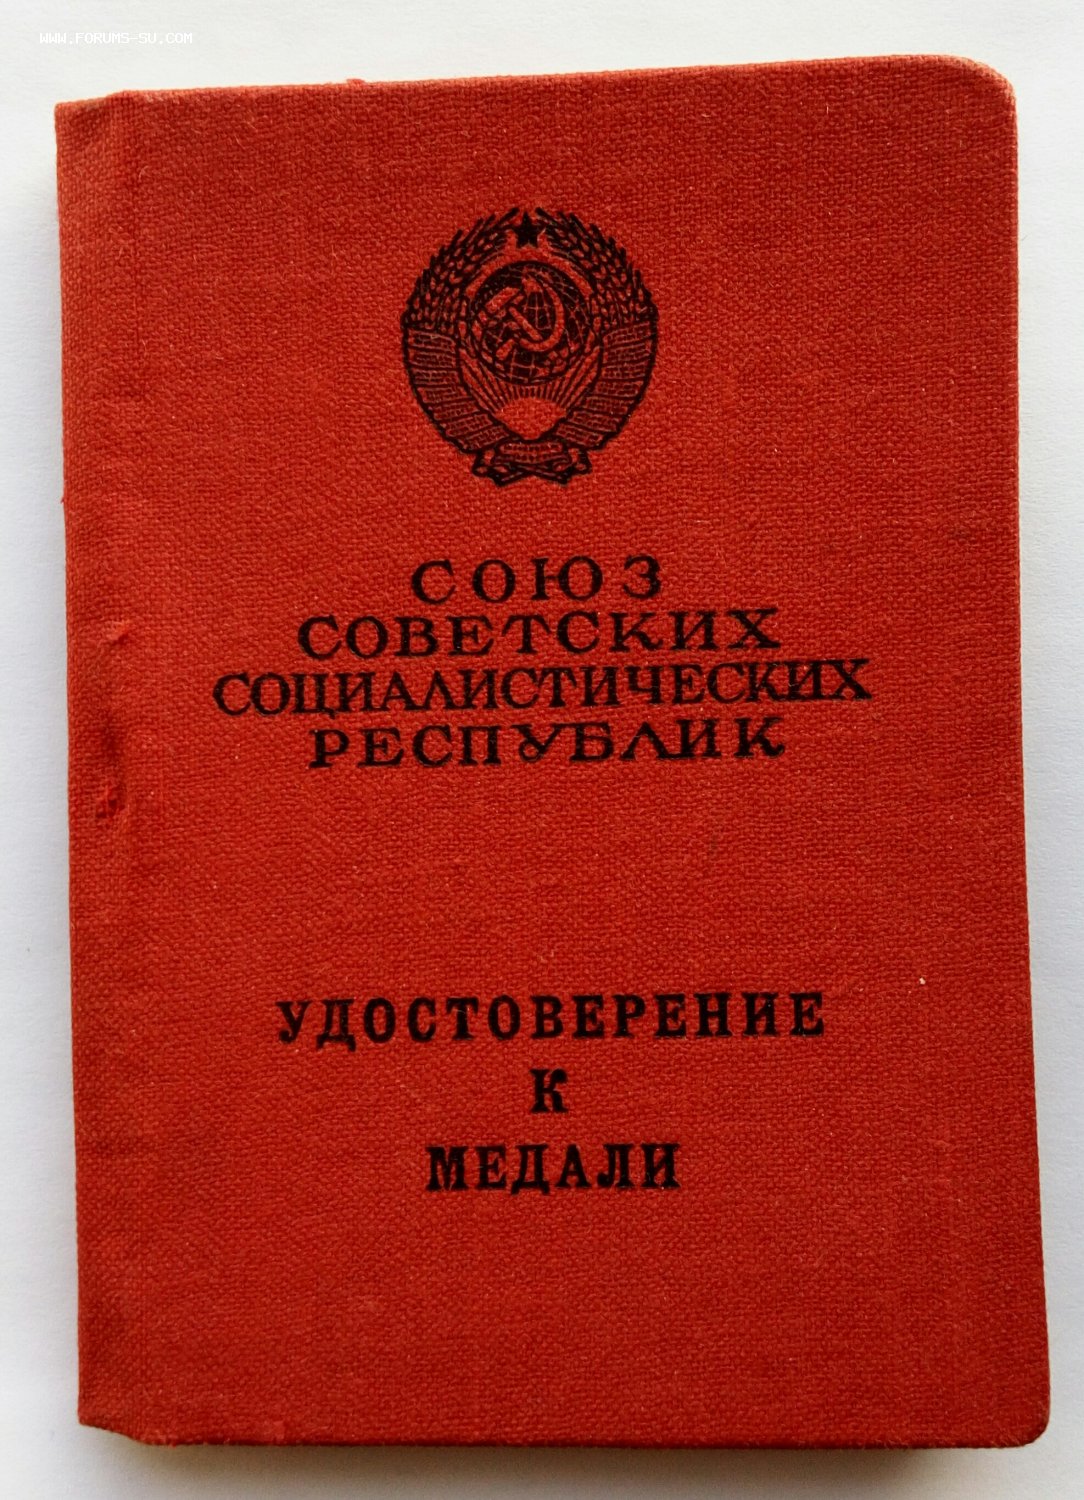 WWW.FORUMS-SU.COM
СОЮЗ
СОВЕТСКИХ
СОЦИАЛИСТИЧЕСКИХ
РЕСПУБЛИК
УДОСТОВЕРЕНИЕ
К
МЕДАЛИ